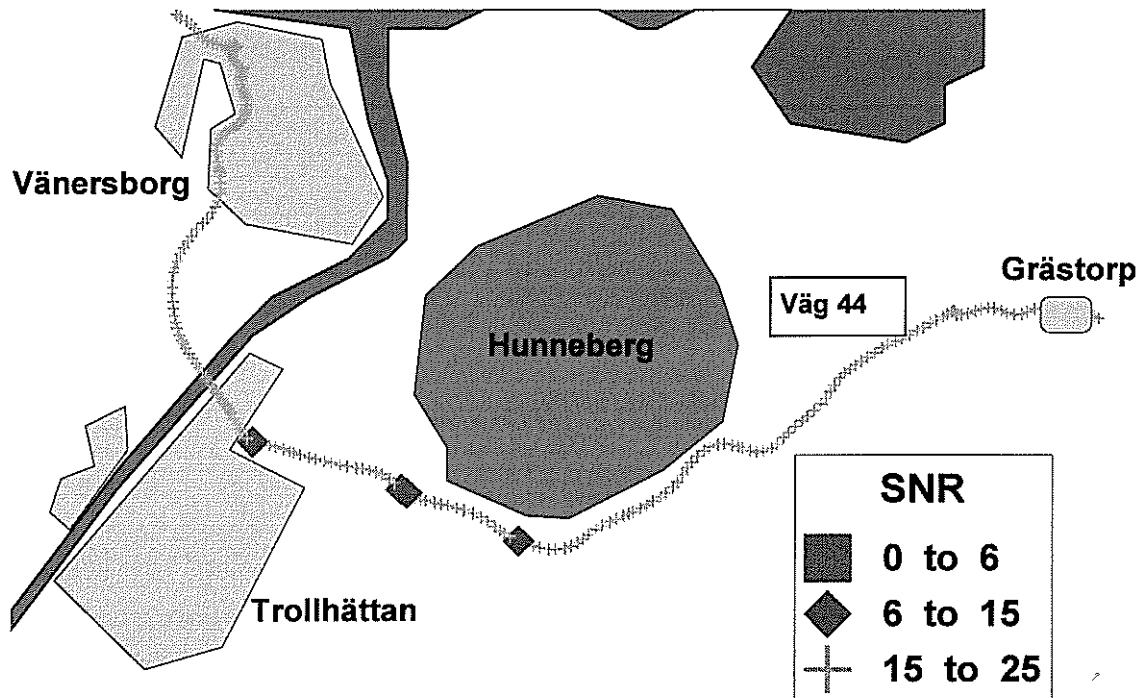 Vänersborg
Grästorp
Väg 44
Hunneberg
SNR
0 to 6
6 to 15
15 to 25
Trollhättan